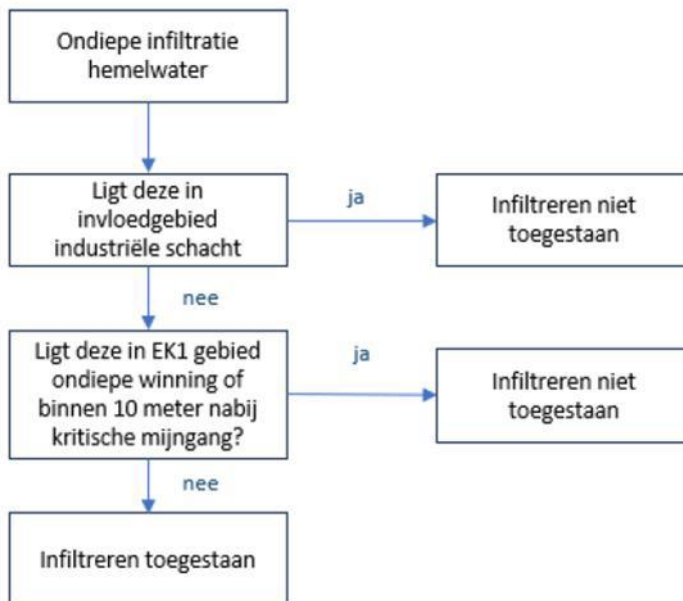 Ondiepe infiltratie
hemelwater
Ligt deze in
invloedgebied
industriële schacht
ja
Infiltreren niet
toegestaan
nee
Ligt deze in EK1 gebied
ondiepe winning of
binnen 10 meter nabij
kritische mijngang?
ja
Infiltreren niet
toegestaan
nee
Infiltreren toegestaan